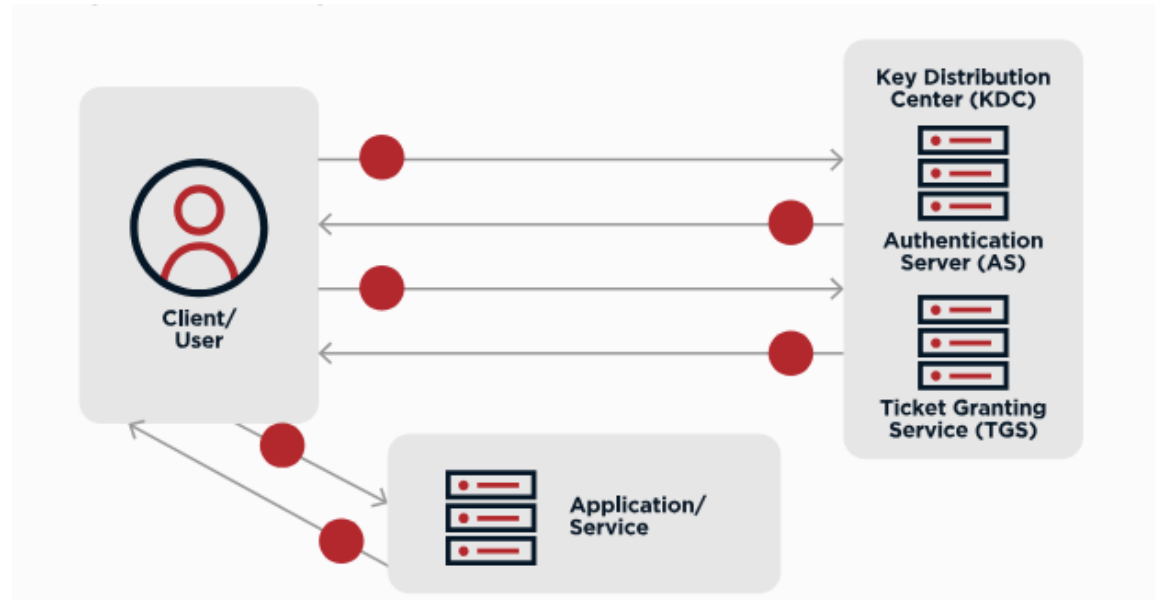 Key Distribution
Center (KDC)
Authentication
Server (AS)
Client/
User
Ticket Granting
Service (TGS)
Application/
Service